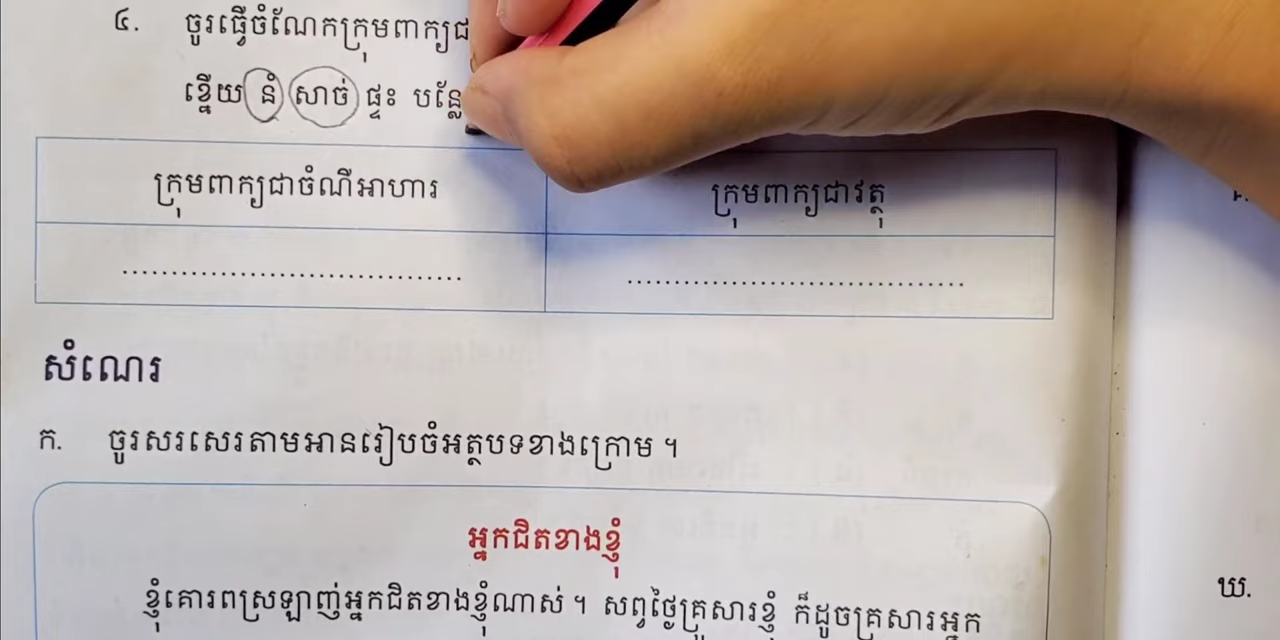 ៤. ចូរធ្វើចំណែកក្រុមពាក្យជ
ខ្នើយ នំ សាច់ ផ្ទះ បន្លែ
ក្រុមពាក្យជាចំណីអាហារ ក្រុមពាក្យជាវត្ថុ
សំណេរ
ក. ចូរសរសេរតាមអានរៀបចំអត្ថបទខាងក្រោម ។
អ្នកជិតខាងខ្ញុំ
ខ្ញុំគោរពស្រឡាញ់អ្នកជិតខាងខ្ញុំណាស់ ។ សព្វថ្ងៃគ្រួសារខ្ញុំ ក៏ដូចគ្រួសារអ្នក
ឃ.